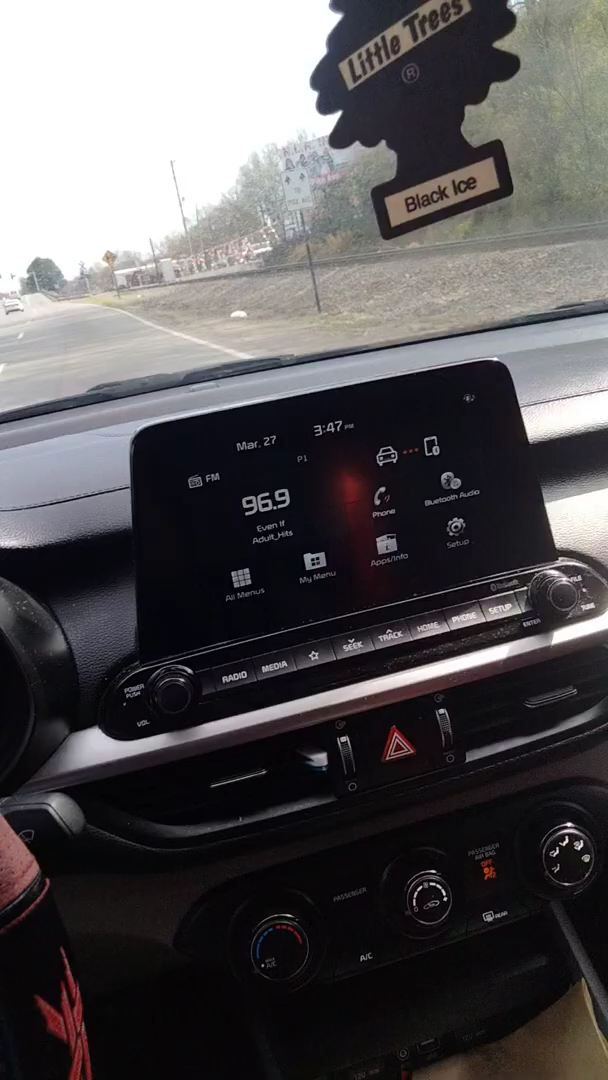 Little Trees
®
Black Ice
Mar. 27
3:47 PM
P1
FM
96.9
Even If
Adult_Hits
Phone
Bluetooth Audio
All Menus
My Menu
Apps/Info
Setup
POWER
PUSH
VOL
RADIO
MEDIA
SEEK
TRACK
HOME
PHONE
SETUP
ENTER
FILE
TUNE
PASSENGER
PASSENGER
AIR BAG
OFF
A/C
REAR
A/C